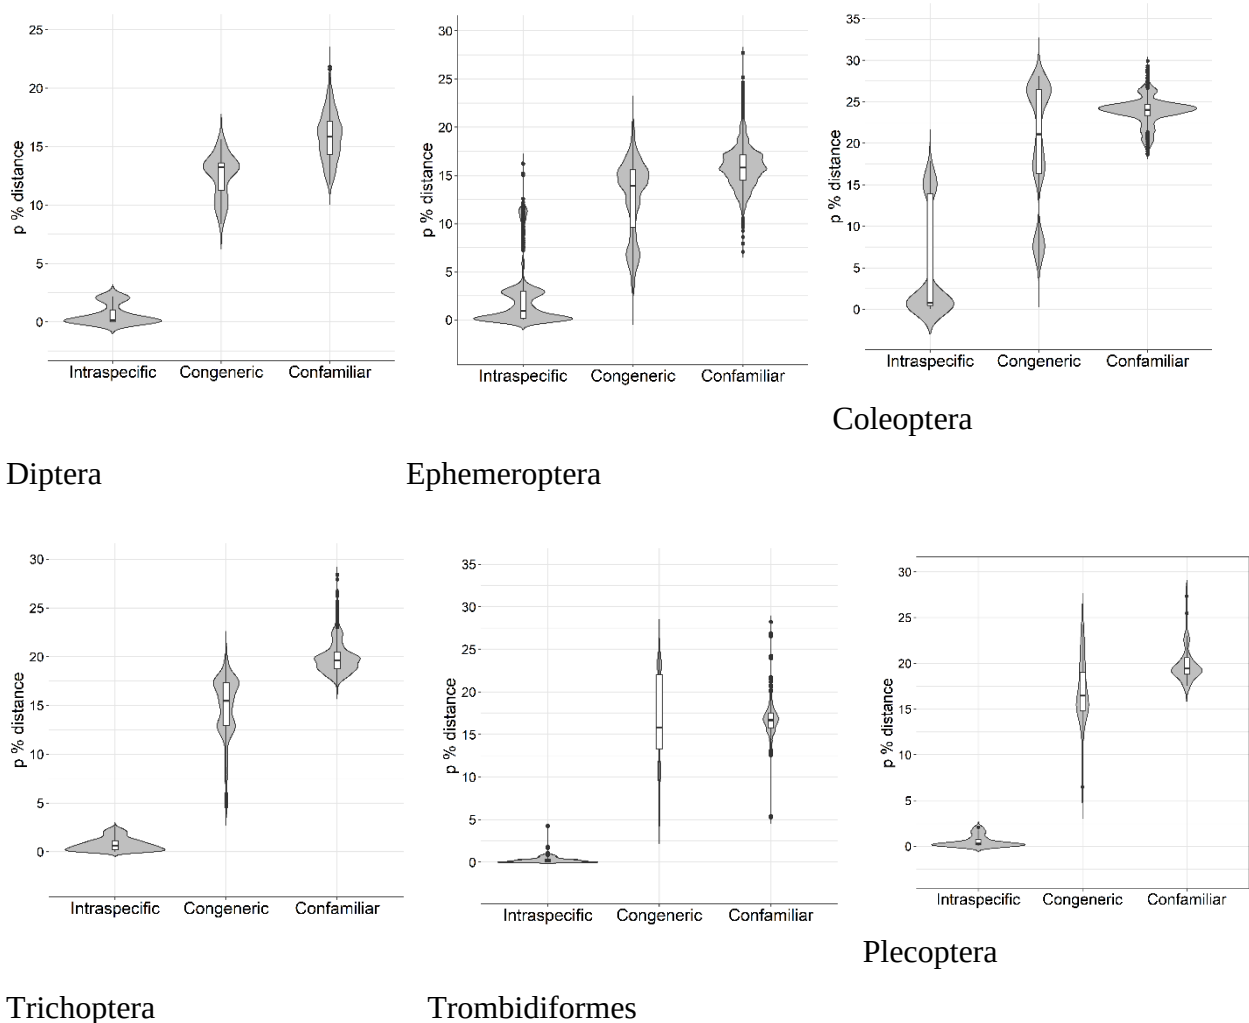 p % distance
25
20
15
10
5
0
Intraspecific Congeneric Confamiliar
Diptera
p % distance
30
25
20
15
10
5
0
Intraspecific Congeneric Confamiliar
Ephemeroptera
p % distance
35
30
25
20
15
10
5
0
Intraspecific Congeneric Confamiliar
Coleoptera
p % distance
30
25
20
15
10
5
0
Intraspecific Congeneric Confamiliar
Trichoptera
p % distance
35
30
25
20
15
10
5
0
Intraspecific Congeneric Confamiliar
Trombidiformes
p % distance
30
25
20
15
10
5
0
Intraspecific Congeneric Confamiliar
Plecoptera